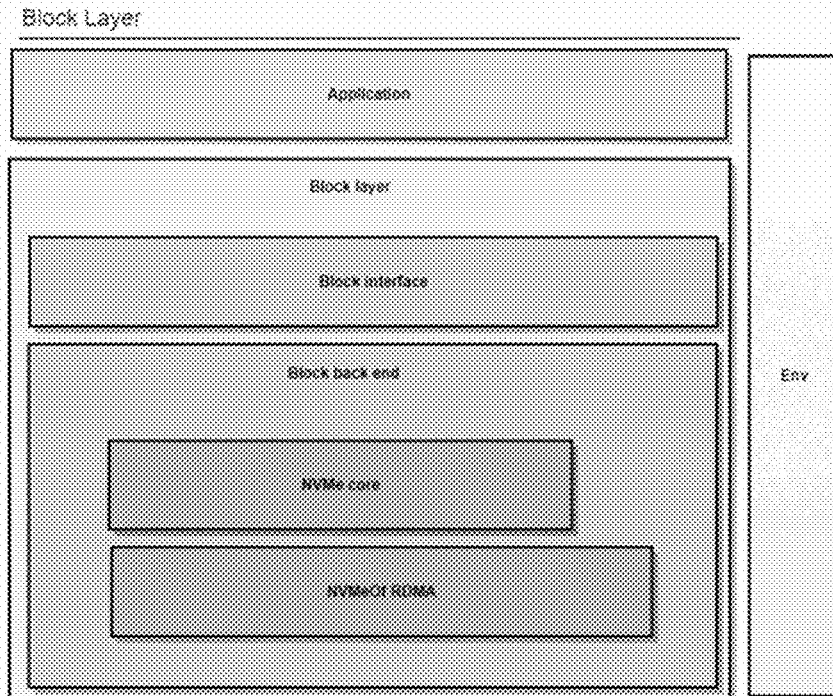 Block Layer
Application
Block layer
Block interface
Block back end
Env
NVMe core
NVMeOf RDMA